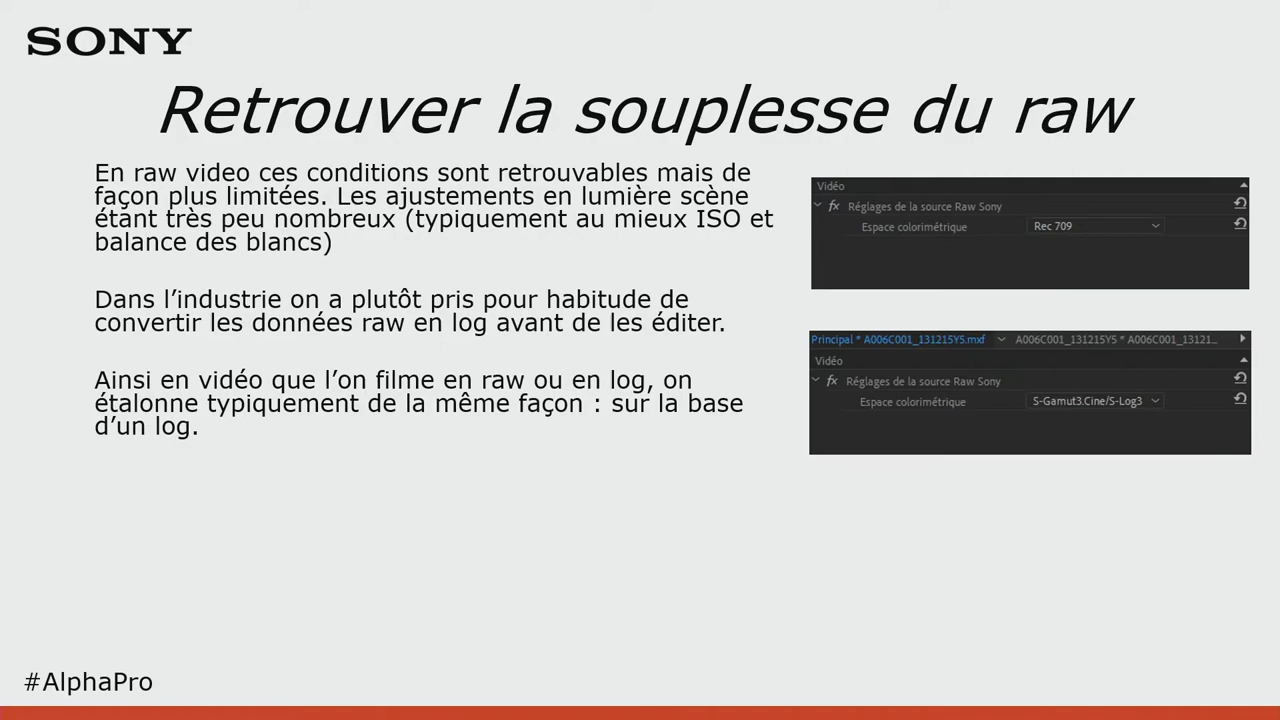 SONY
Retrouver la souplesse du raw
En raw video ces conditions sont retrouvables mais de
façon plus limitées. Les ajustements en lumière scène
étant très peu nombreux (typiquement au mieux ISO et
balance des blancs)
Dans l’industrie on a plutôt pris pour habitude de
convertir les données raw en log avant de les éditer.
Ainsi en vidéo que l’on filme en raw ou en log, on
étalonne typiquement de la même façon : sur la base
d’un log.
Vidéo
fx Réglages de la source Raw Sony
Espace colorimétrique Rec 709
Principal * A006C001_131215Y5.mxf A006C001_131215Y5 * A006C001_13121...
Vidéo
fx Réglages de la source Raw Sony
Espace colorimétrique S-Gamut3.Cine/S-Log3
#AlphaPro